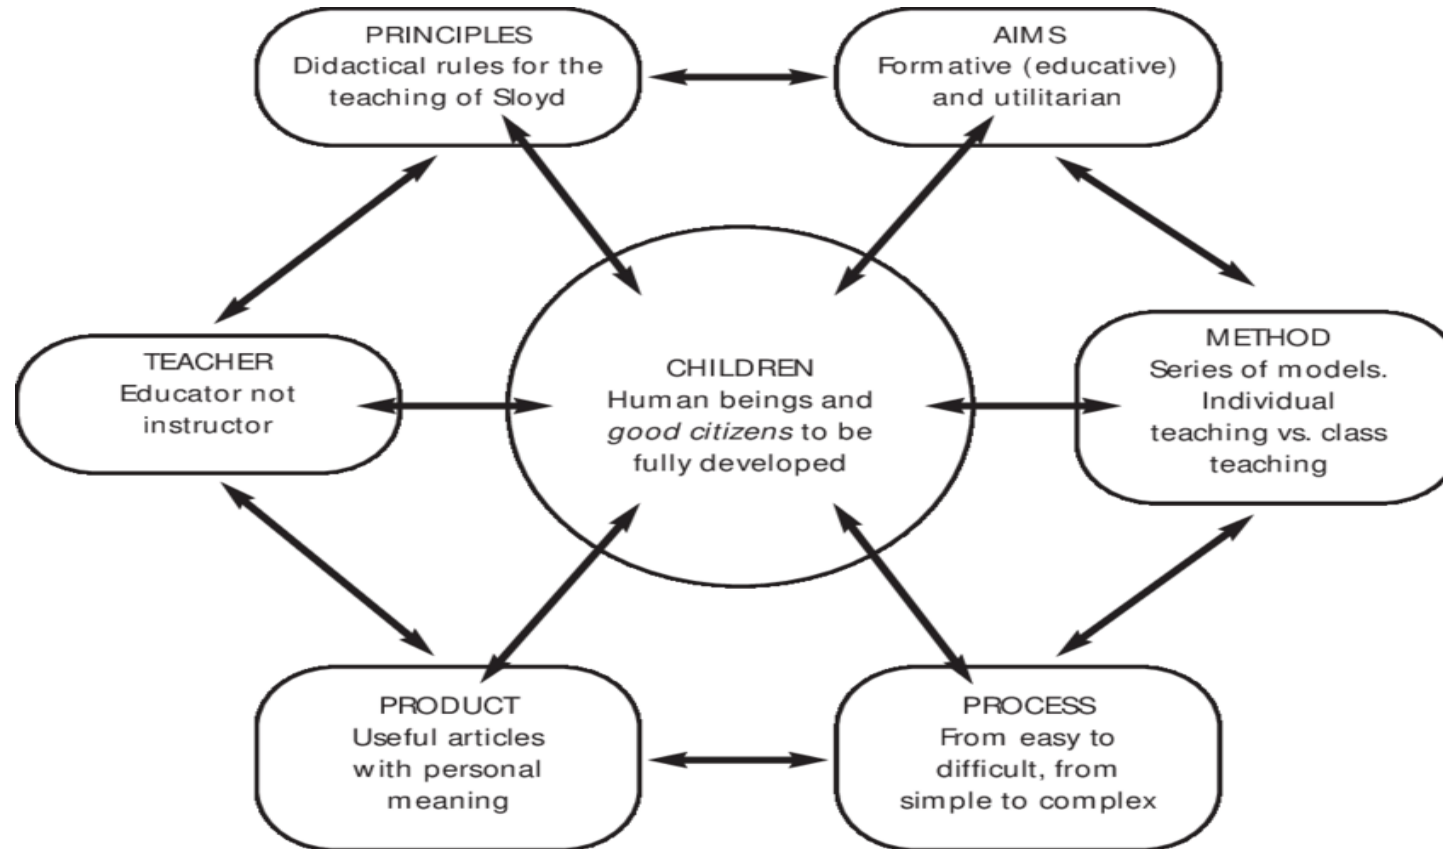 PRINCIPLES
Didactical rules for the
teaching of Sloyd
AIMS
Formative (educative)
and utilitarian
TEACHER
Educator not
instructor
CHILDREN
Human beings and
good citizens to be
fully developed
METHOD
Series of models.
Individual
teaching vs. class
teaching
PRODUCT
Useful articles
with personal
meaning
PROCESS
From easy to
difficult, from
simple to complex